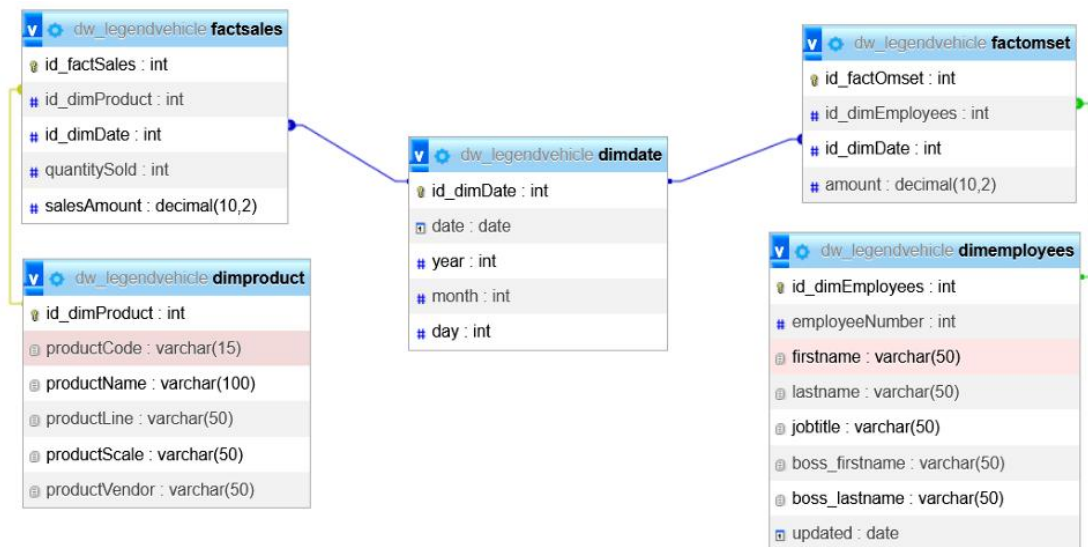 dw_legendvehicle factsales
id_factSales : int
id_dimProduct : int
id_dimDate : int
quantitySold : int
salesAmount : decimal(10,2)
dw_legendvehicle dimproduct
id_dimProduct : int
productCode : varchar(15)
productName : varchar(100)
productLine : varchar(50)
productScale : varchar(50)
productVendor : varchar(50)
dw_legendvehicle dimdate
id_dimDate : int
date : date
year : int
month : int
day : int
dw_legendvehicle factomset
id_factOmset : int
id_dimEmployees : int
id_dimDate : int
amount : decimal(10,2)
dw_legendvehicle dimemployees
id_dimEmployees : int
employeeNumber : int
firstname : varchar(50)
lastname : varchar(50)
jobtitle : varchar(50)
boss_firstname : varchar(50)
boss_lastname : varchar(50)
updated : date